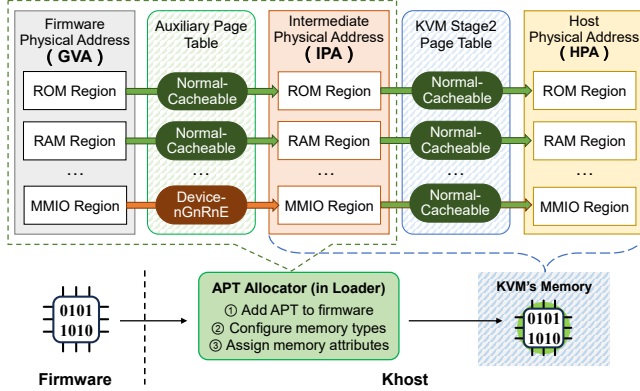 Firmware
Physical Address
( GVA )
Auxiliary Page
Table
Intermediate
Physical Address
( IPA )
KVM Stage2
Page Table
Host
Physical Address
( HPA )
ROM Region
Normal-
Cacheable
ROM Region
Normal-
Cacheable
ROM Region
RAM Region
Normal-
Cacheable
RAM Region
Normal-
Cacheable
RAM Region
...
...
...
...
...
MMIO Region
Device-
nGnRnE
MMIO Region
Normal-
Cacheable
MMIO Region
0101
1010
APT Allocator (in Loader)
① Add APT to firmware
② Configure memory types
③ Assign memory attributes
KVM's Memory
0101
1010
Firmware
Khost